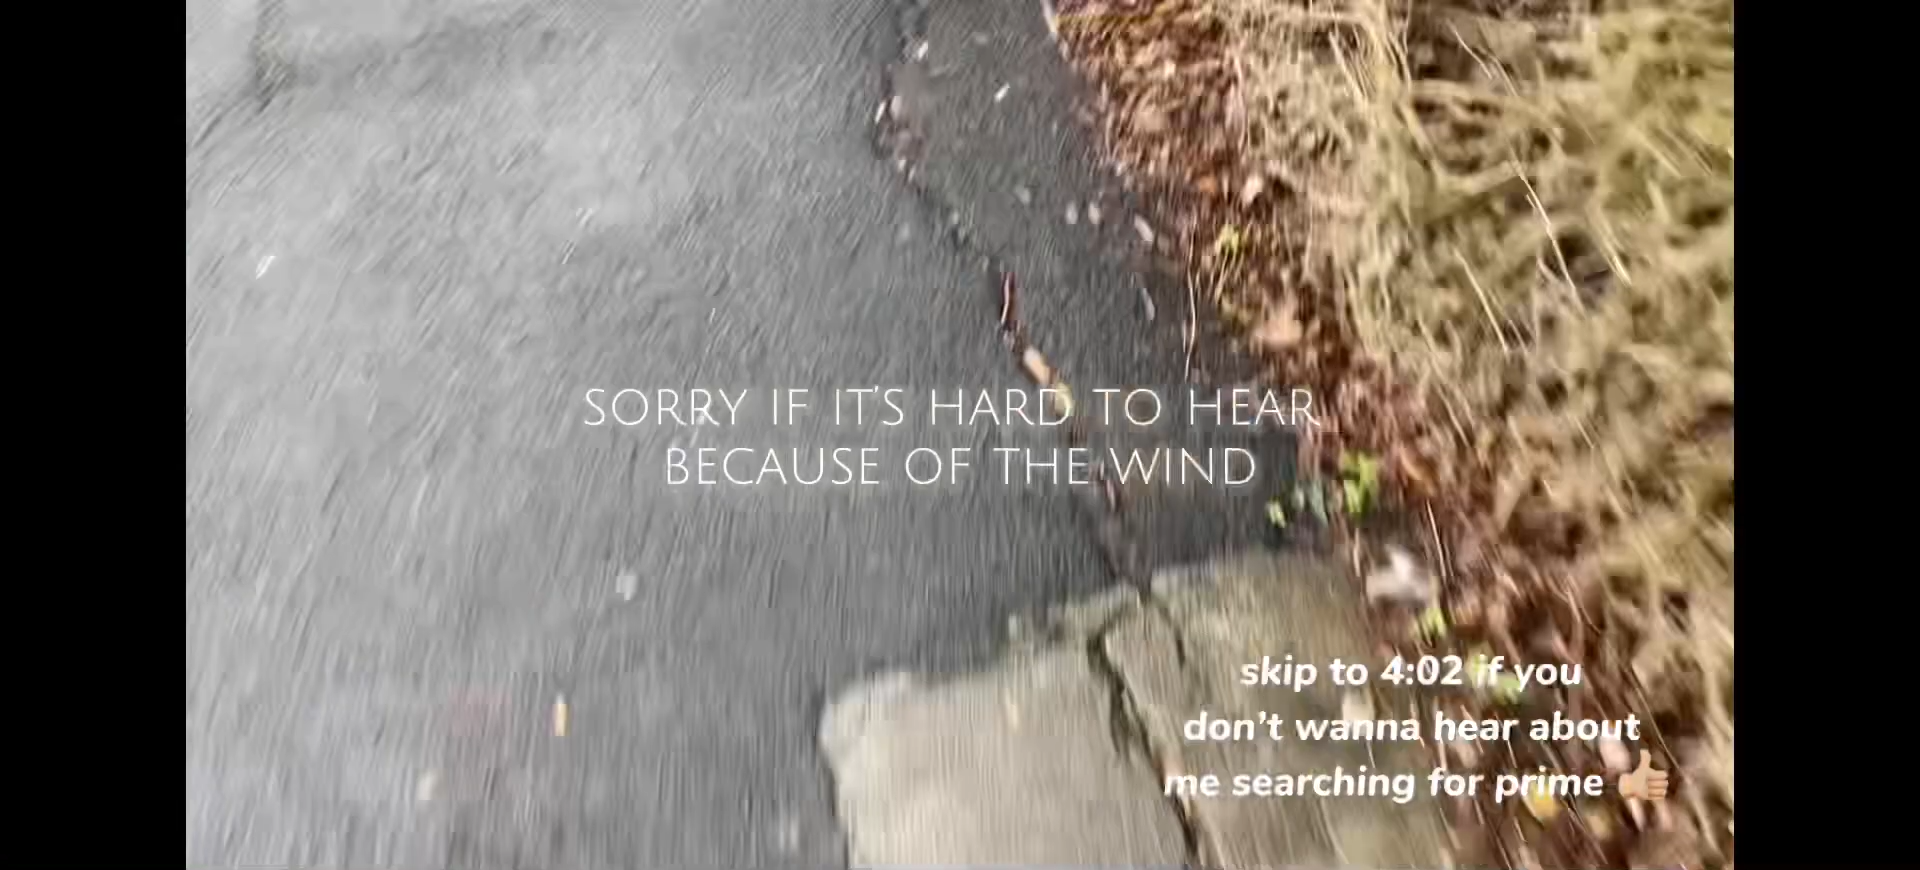 SORRY IF IT'S HARD TO HEAR
BECAUSE OF THE WIND
skip to 4:02 if you
don't wanna hear about
me searching for prime 👍🏼